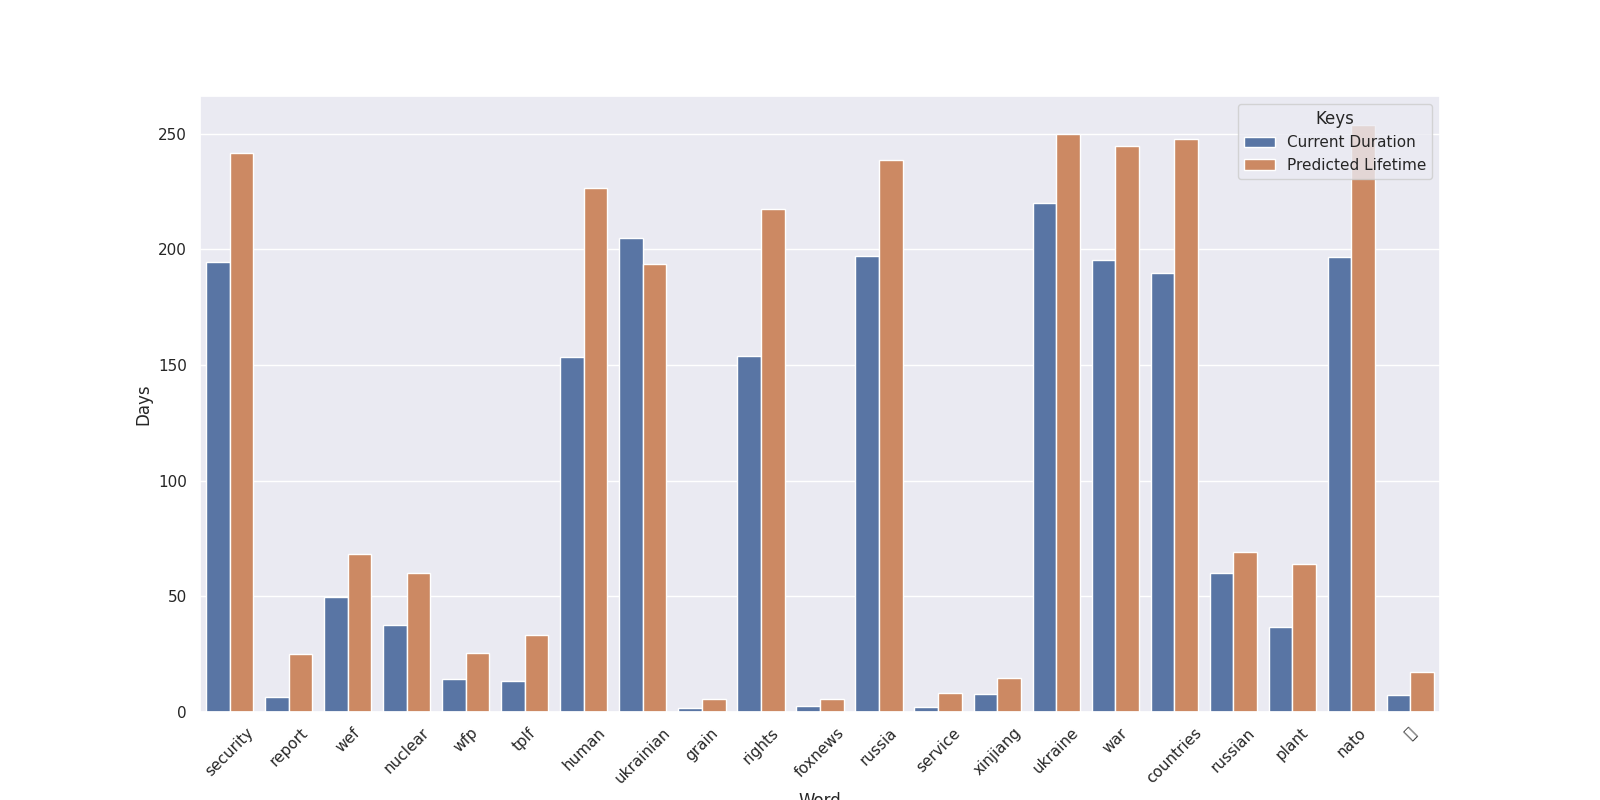 Keys
Current Duration
Predicted Lifetime
250
200
150
100
50
0
Days
security
report
wef
nuclear
wfp
tplf
human
ukrainian
grain
rights
foxnews
russia
service
xinjiang
ukraine
war
countries
russian
plant
nato
Word